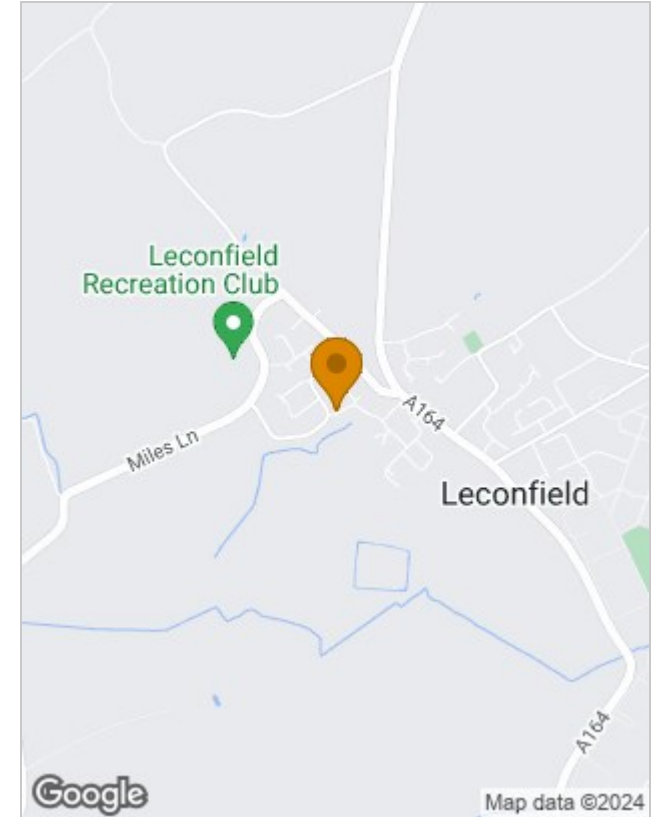 Leconfield
Recreation Club
A164
Miles Ln
Leconfield
A164
Google
Map data ©2024